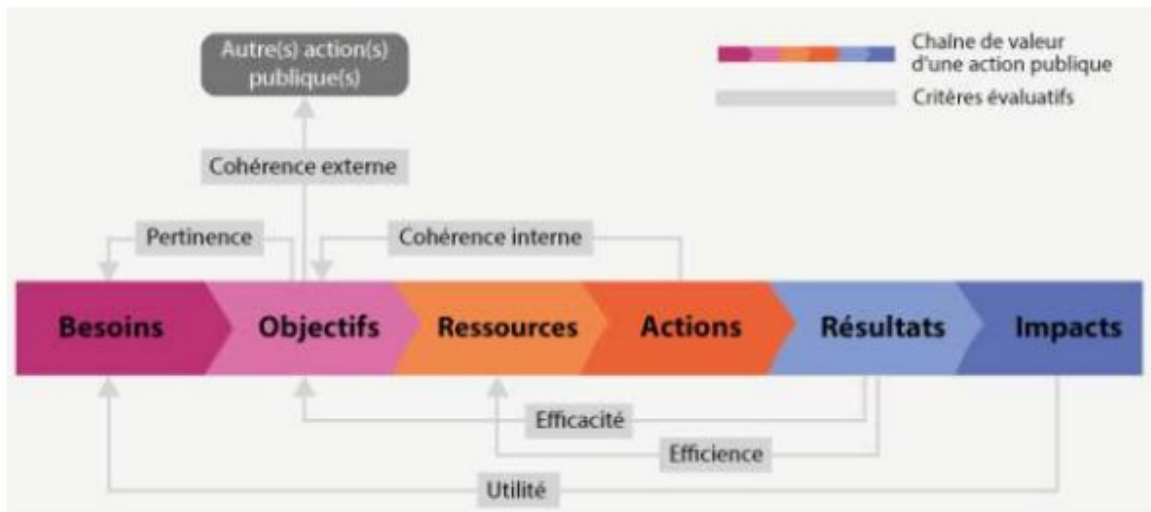 Autre(s) action(s)
publique(s)
Chaîne de valeur
d'une action publique
Critères évaluatifs
Cohérence externe
Pertinence
Cohérence interne
Besoins
Objectifs
Ressources
Actions
Résultats
Impacts
Efficacité
Efficience
Utilité